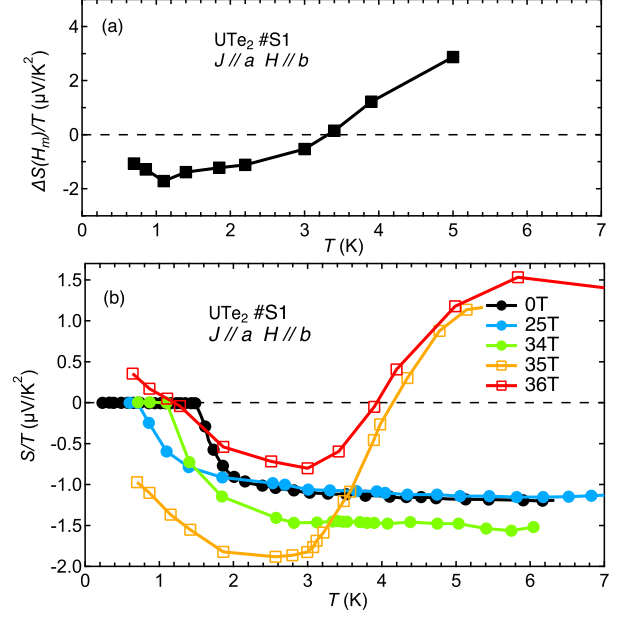 (a)
UTe₂ #S1
J // a H // b
4
2
0
-2
ΔS(Hₘ)/T (μV/K²)
0 1 2 3 4 5 6 7
T (K)
(b)
UTe₂ #S1
J // a H // b
0T
25T
34T
35T
36T
1.5
1.0
0.5
0.0
-0.5
-1.0
-1.5
-2.0
S/T (μV/K²)
0 1 2 3 4 5 6 7
T (K)